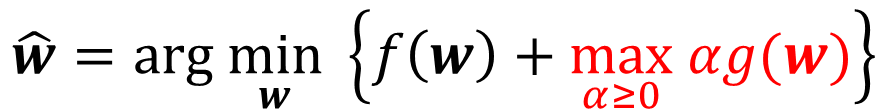 ŵ = arg min_w {f(w) + max_{α≥0} αg(w)}